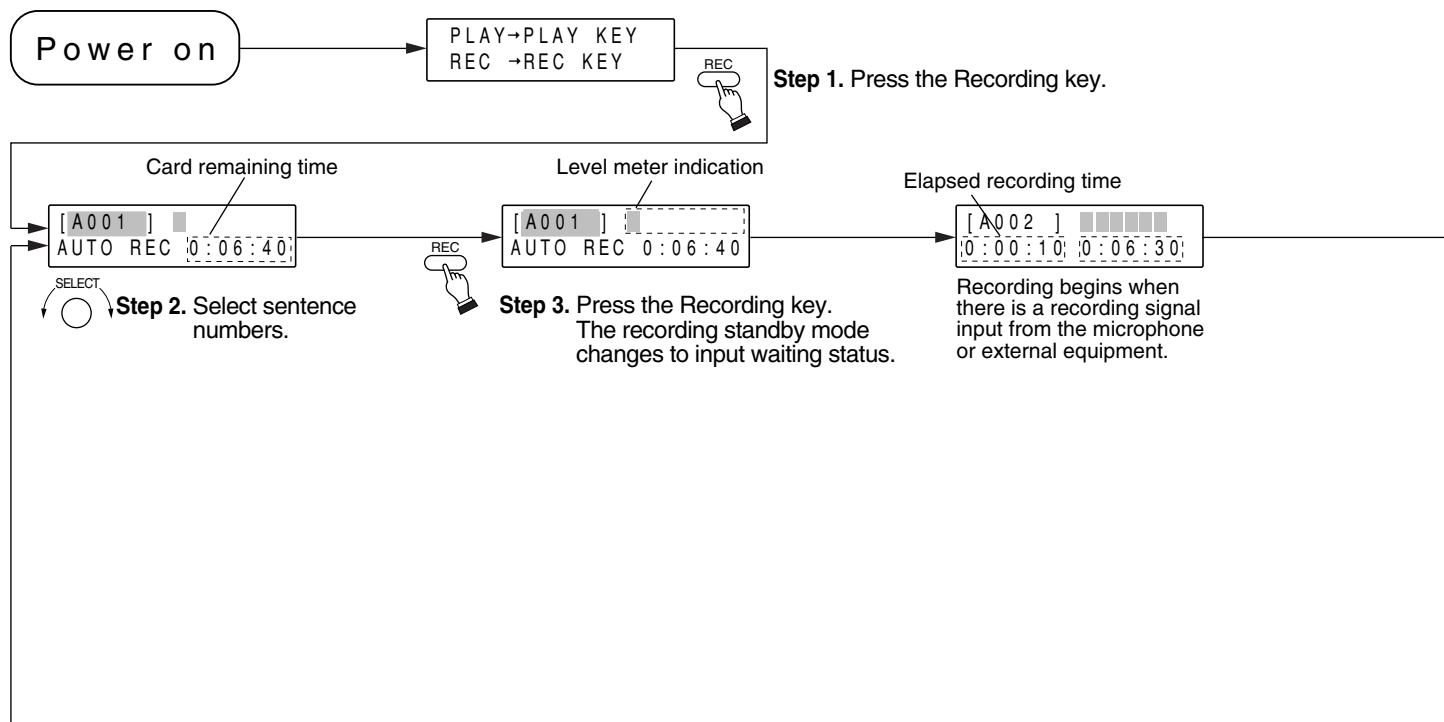 Power on
PLAY→PLAY KEY
REC →REC KEY
REC
Step 1. Press the Recording key.
Card remaining time
[A001 ]
AUTO REC 0:06:40
SELECT
Step 2. Select sentence
numbers.
Level meter indication
[A001 ]
AUTO REC 0:06:40
REC
Step 3. Press the Recording key.
The recording standby mode
changes to input waiting status.
Elapsed recording time
[A002 ]
0:00:10 0:06:30
Recording begins when
there is a recording signal
input from the microphone
or external equipment.